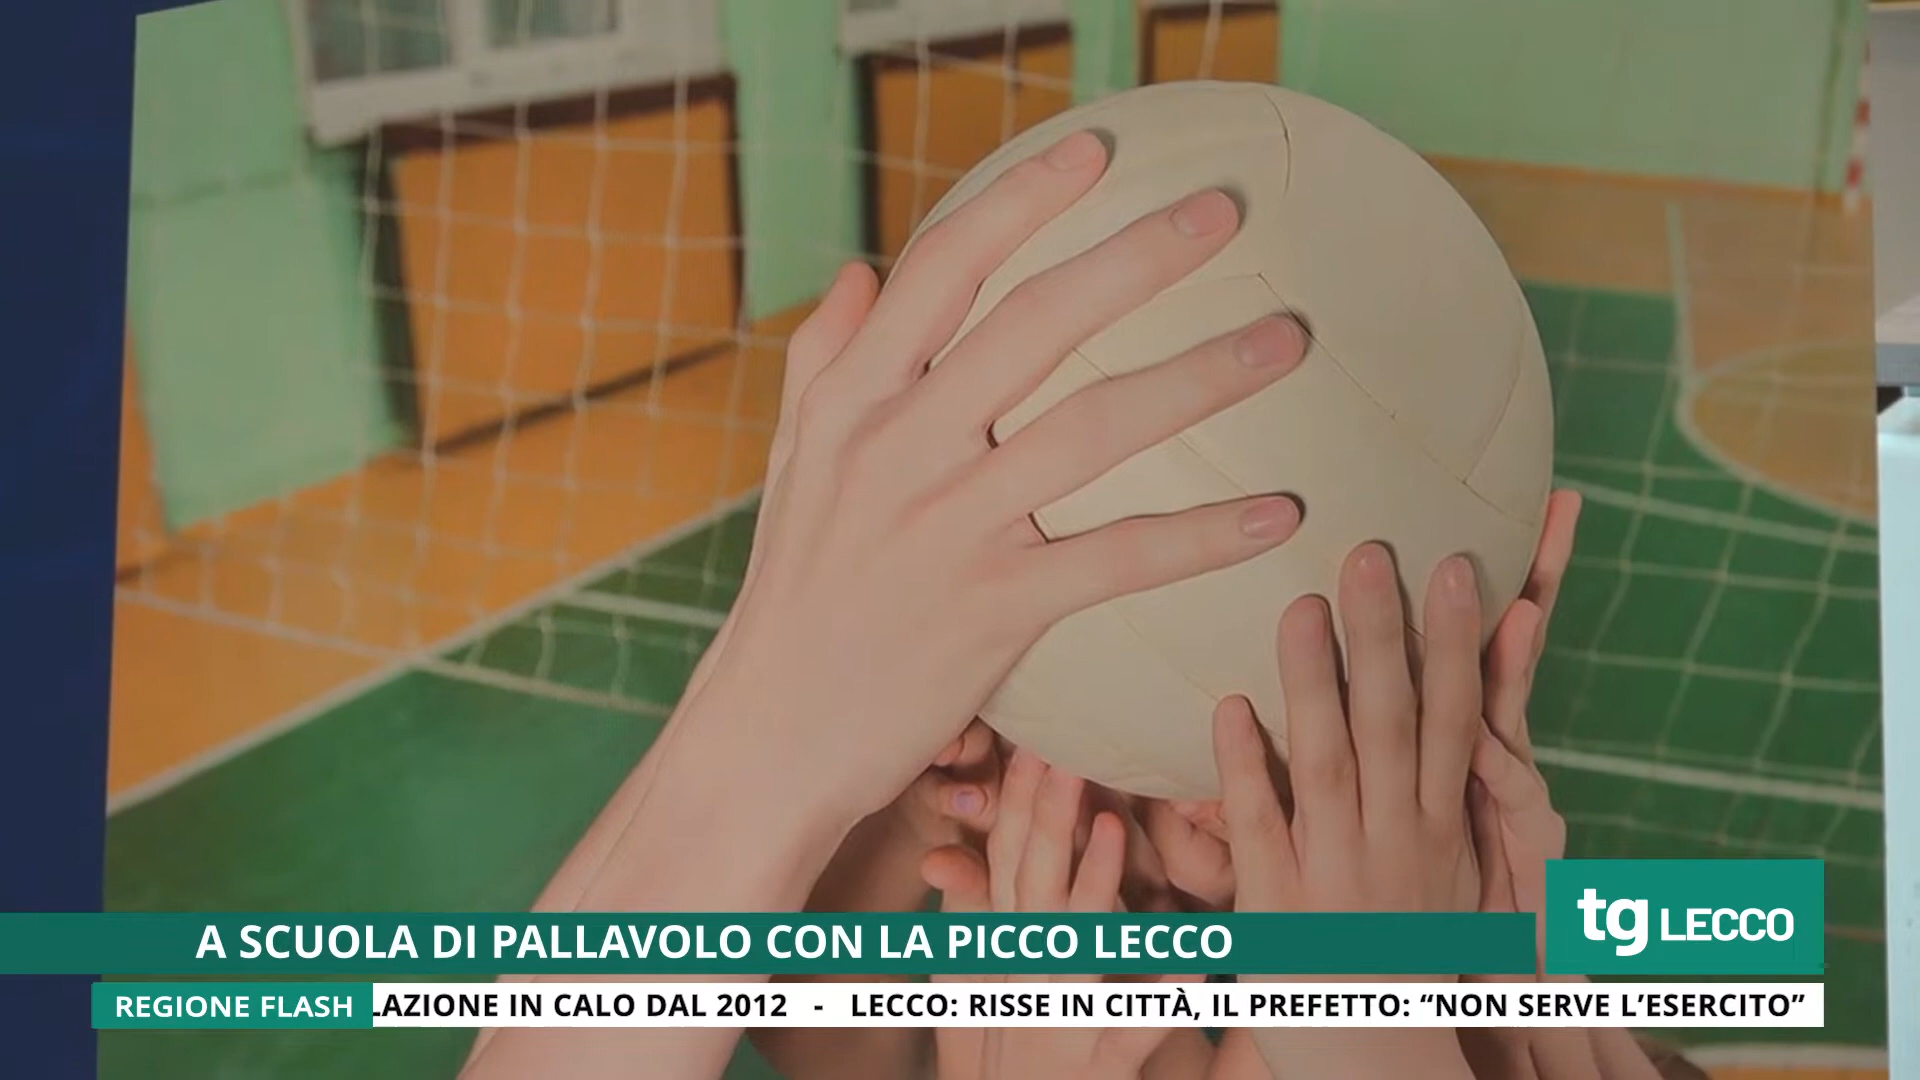 A SCUOLA DI PALLAVOLO CON LA PICCO LECCO
tg LECCO
REGIONE FLASH
LAZIONE IN CALO DAL 2012 - LECCO: RISSE IN CITTÀ, IL PREFETTO: “NON SERVE L’ESERCITO”